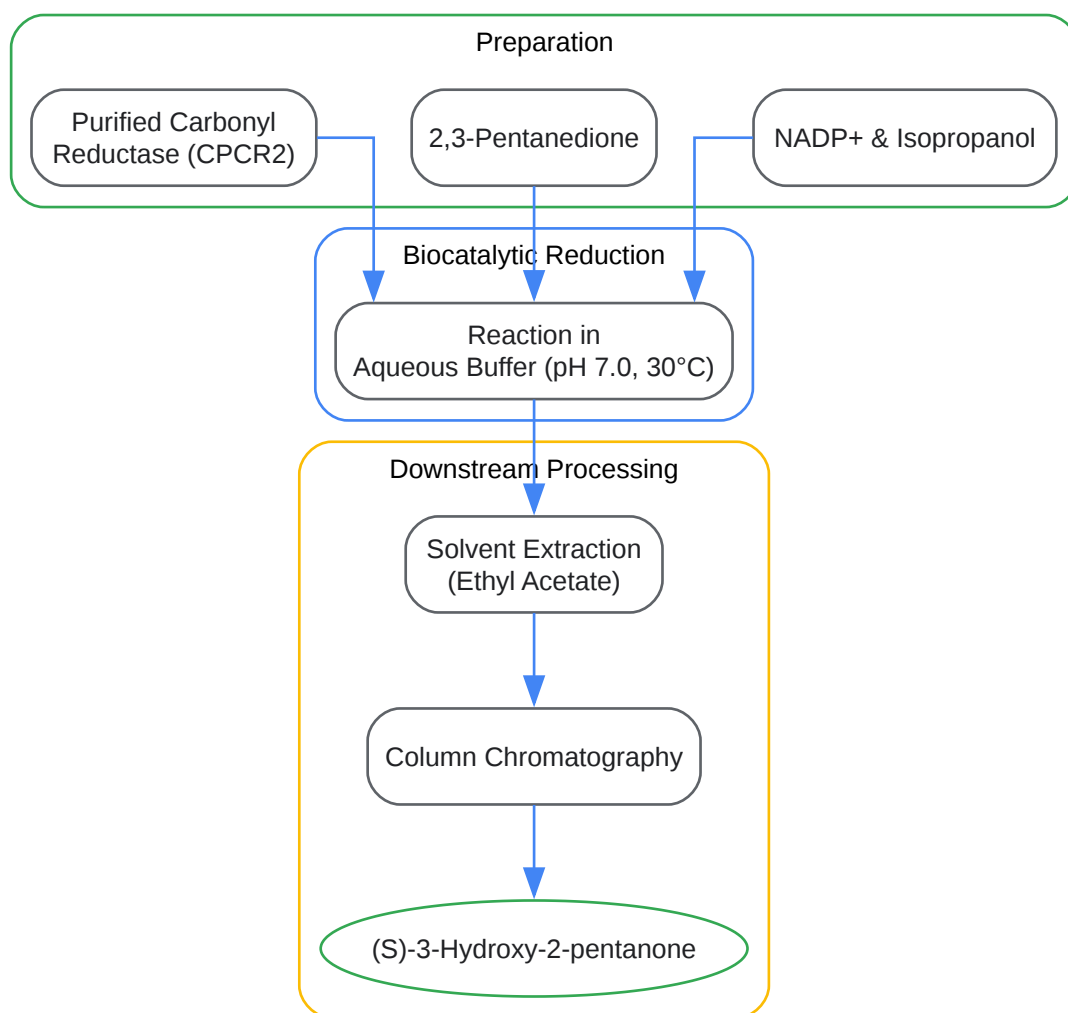 Preparation
Purified Carbonyl
Reductase (CPCR2)
2,3-Pentanedione
NADP+ & Isopropanol
Biocatalytic Reduction
Reaction in
Aqueous Buffer (pH 7.0, 30°C)
Downstream Processing
Solvent Extraction
(Ethyl Acetate)
Column Chromatography
(S)-3-Hydroxy-2-pentanone